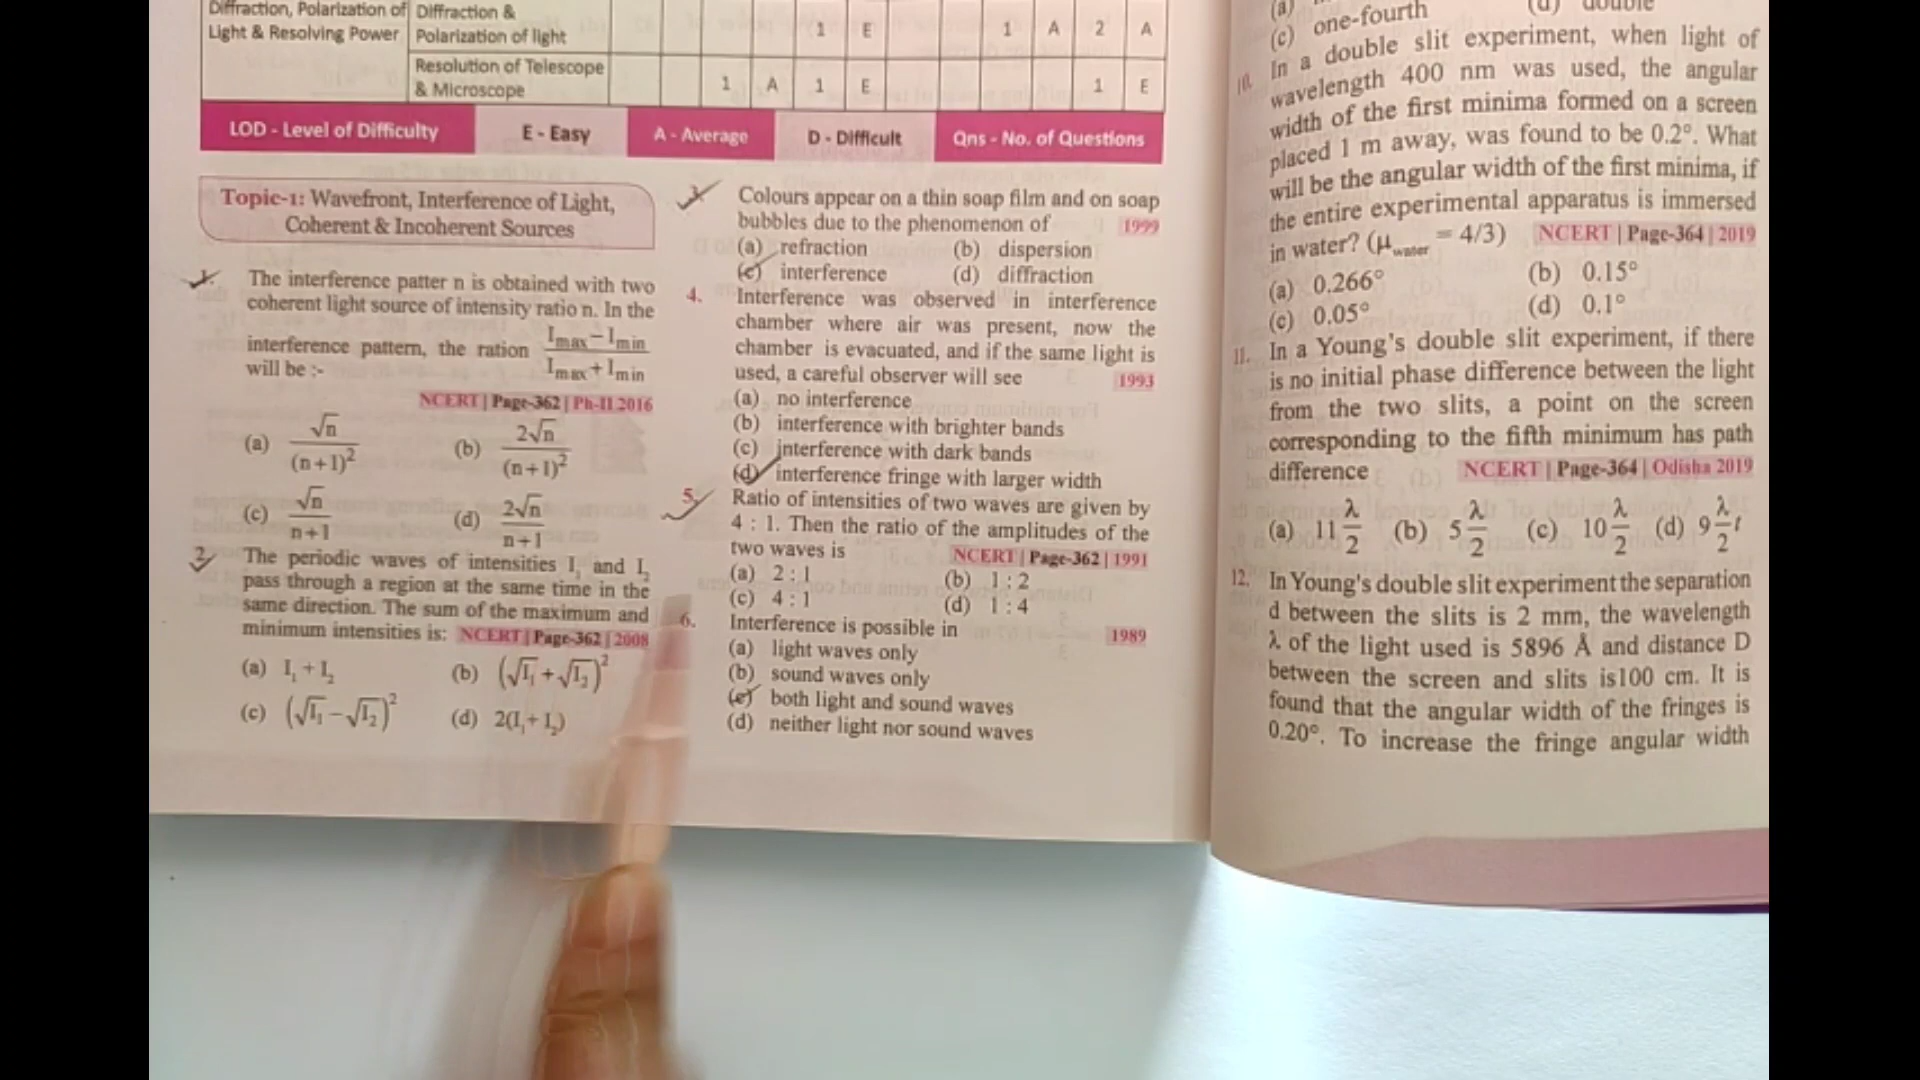 Diffraction, Polarization of
Light & Resolving Power
Diffraction &
Polarization of light
1 E 1 A 2 A
Resolution of Telescope
& Microscope
1 A 1 E 1 E
LOD - Level of Difficulty E - Easy A - Average D - Difficult Qns - No. of Questions
Topic-1: Wavefront, Interference of Light,
Coherent & Incoherent Sources
1. The interference patter n is obtained with two
coherent light source of intensity ratio n. In the
interference pattern, the ration (Imax − Imin)/(Imax + Imin)
will be :-
NCERT | Page-362 | Ph-II 2016
(a) √n/(n+1)² (b) 2√n/(n+1)²
(c) √n/(n+1) (d) 2√n/(n+1)
2. The periodic waves of intensities I₁ and I₂
pass through a region at the same time in the
same direction. The sum of the maximum and
minimum intensities is: NCERT | Page-362 | 2008
(a) I₁ + I₂ (b) (√I₁ + √I₂)²
(c) (√I₁ − √I₂)² (d) 2(I₁ + I₂)
3. Colours appear on a thin soap film and on soap
bubbles due to the phenomenon of 1999
(a) refraction (b) dispersion
(c) interference (d) diffraction
4. Interference was observed in interference
chamber where air was present, now the
chamber is evacuated, and if the same light is
used, a careful observer will see 1993
(a) no interference
(b) interference with brighter bands
(c) interference with dark bands
(d) interference fringe with larger width
5. Ratio of intensities of two waves are given by
4 : 1. Then the ratio of the amplitudes of the
two waves is NCERT | Page-362 | 1991
(a) 2 : 1 (b) 1 : 2
(c) 4 : 1 (d) 1 : 4
6. Interference is possible in 1989
(a) light waves only
(b) sound waves only
(c) both light and sound waves
(d) neither light nor sound waves
(a)
(c) one-fourth (d) double
10. In a double slit experiment, when light of
wavelength 400 nm was used, the angular
width of the first minima formed on a screen
placed 1 m away, was found to be 0.2°. What
will be the angular width of the first minima, if
the entire experimental apparatus is immersed
in water? (μwater = 4/3) NCERT | Page-364 | 2019
(a) 0.266° (b) 0.15°
(c) 0.05° (d) 0.1°
11. In a Young's double slit experiment, if there
is no initial phase difference between the light
from the two slits, a point on the screen
corresponding to the fifth minimum has path
difference NCERT | Page-364 | Odisha 2019
(a) 11 λ/2 (b) 5 λ/2 (c) 10 λ/2 (d) 9 λ/2
12. In Young's double slit experiment the separation
d between the slits is 2 mm, the wavelength
λ of the light used is 5896 Å and distance D
between the screen and slits is100 cm. It is
found that the angular width of the fringes is
0.20°. To increase the fringe angular width